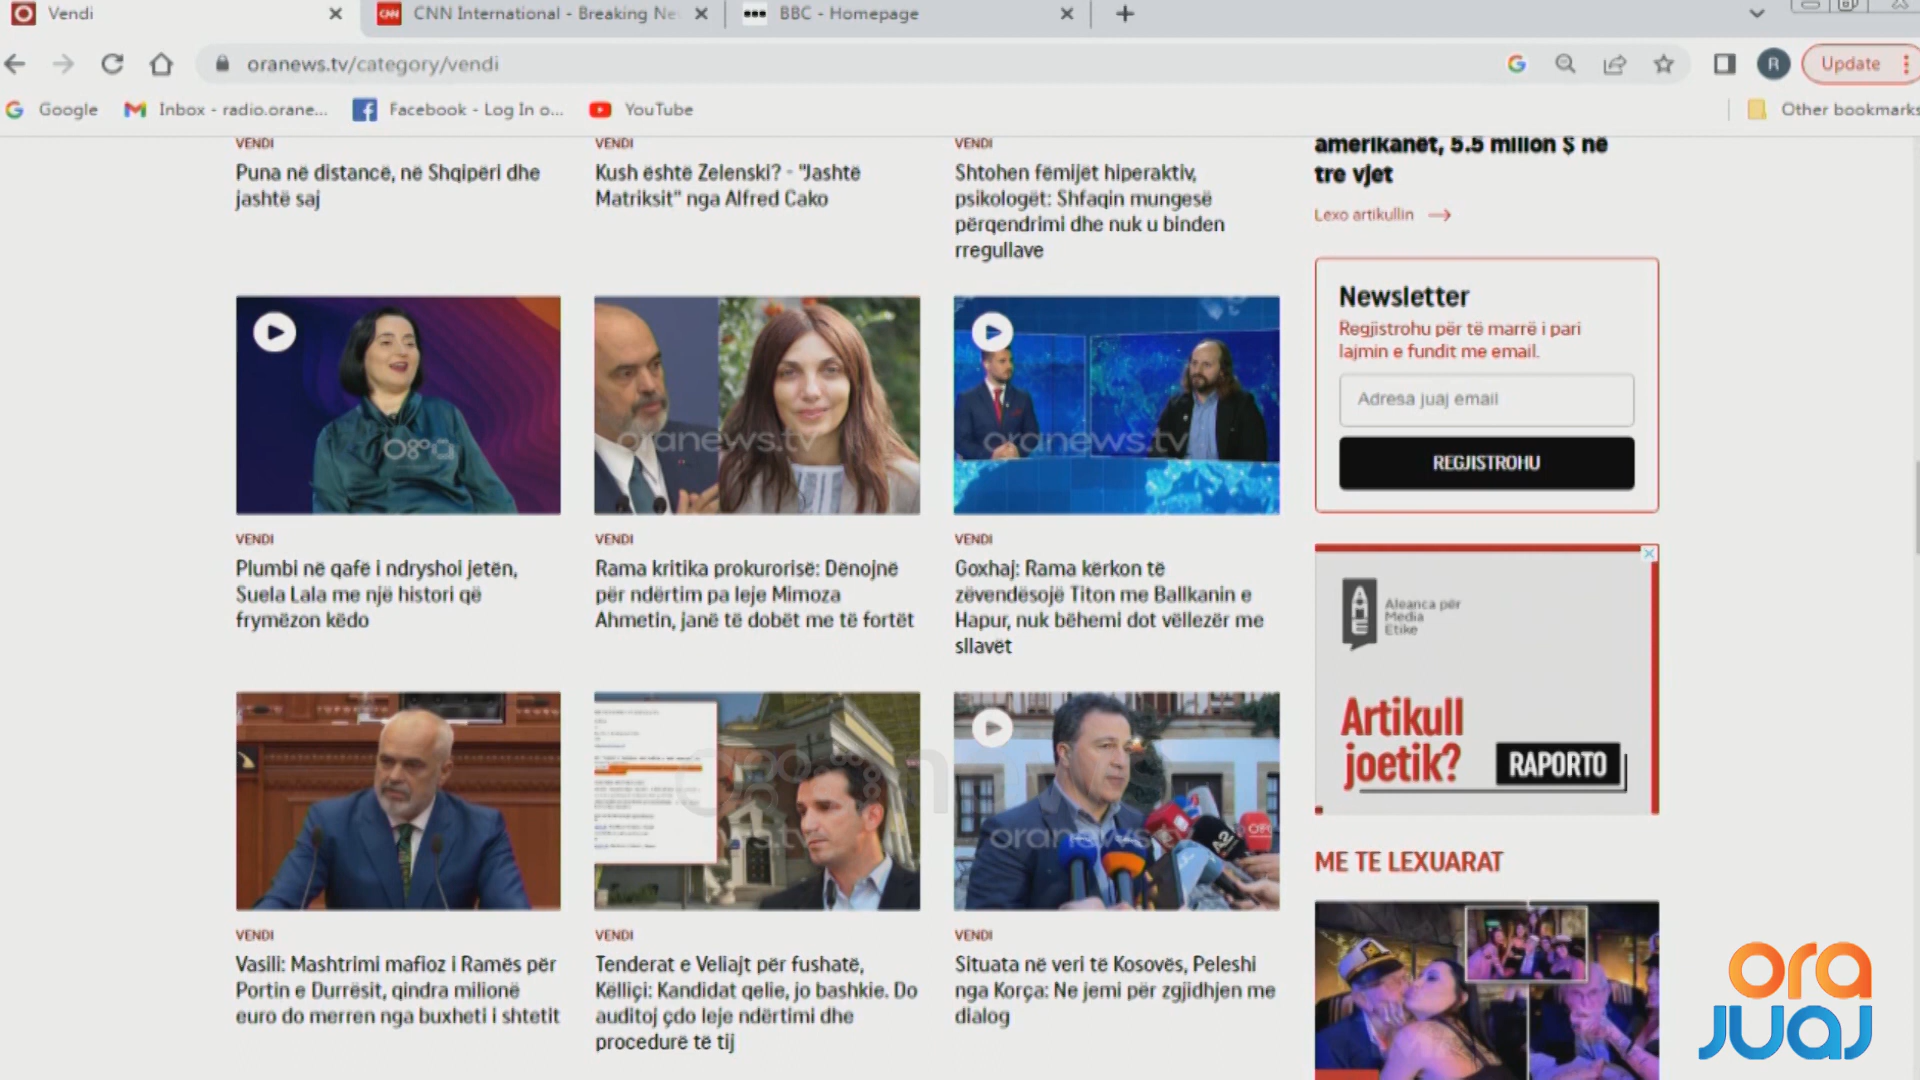 Vendi
CNN International - Breaking Ne
BBC - Homepage
oranews.tv/category/vendi
R
Update
Google
Inbox - radio.orane...
Facebook - Log In o...
YouTube
Other bookmarks
VENDI
Puna në distancë, në Shqipëri dhe
jashtë saj
VENDI
Kush është Zelenski? - "Jashtë
Matriksit" nga Alfred Cako
VENDI
Shtohen fëmijët hiperaktiv,
psikologët: Shfaqin mungesë
përqendrimi dhe nuk u binden
rregullave
amerikanët, 5.5 milion $ në
tre vjet
Lexo artikullin
Newsletter
Regjistrohu për të marrë i pari
lajmin e fundit me email.
Adresa juaj email
REGJISTROHU
ora
oranews.tv
oranews.tv
VENDI
Plumbi në qafë i ndryshoi jetën,
Suela Lala me një histori që
frymëzon këdo
VENDI
Rama kritika prokurorisë: Dënojnë
për ndërtim pa leje Mimoza
Ahmetin, janë të dobët me të fortët
VENDI
Goxhaj: Rama kërkon të
zëvendësojë Titon me Ballkanin e
Hapur, nuk bëhemi dot vëllezër me
sllavët
Aleanca për
Media
Etike
Artikull
joetik?
RAPORTO
ora news
oranews.tv
A2
VENDI
Vasili: Mashtrimi mafioz i Ramës për
Portin e Durrësit, qindra milionë
euro do merren nga buxheti i shtetit
VENDI
Tenderat e Veliajt për fushatë,
Këlliçi: Kandidat qelie, jo bashkie. Do
auditoj çdo leje ndërtimi dhe
procedurë të tij
VENDI
Situata në veri të Kosovës, Peleshi
nga Korça: Ne jemi për zgjidhjen me
dialog
ME TE LEXUARAT
ora
JUAJ